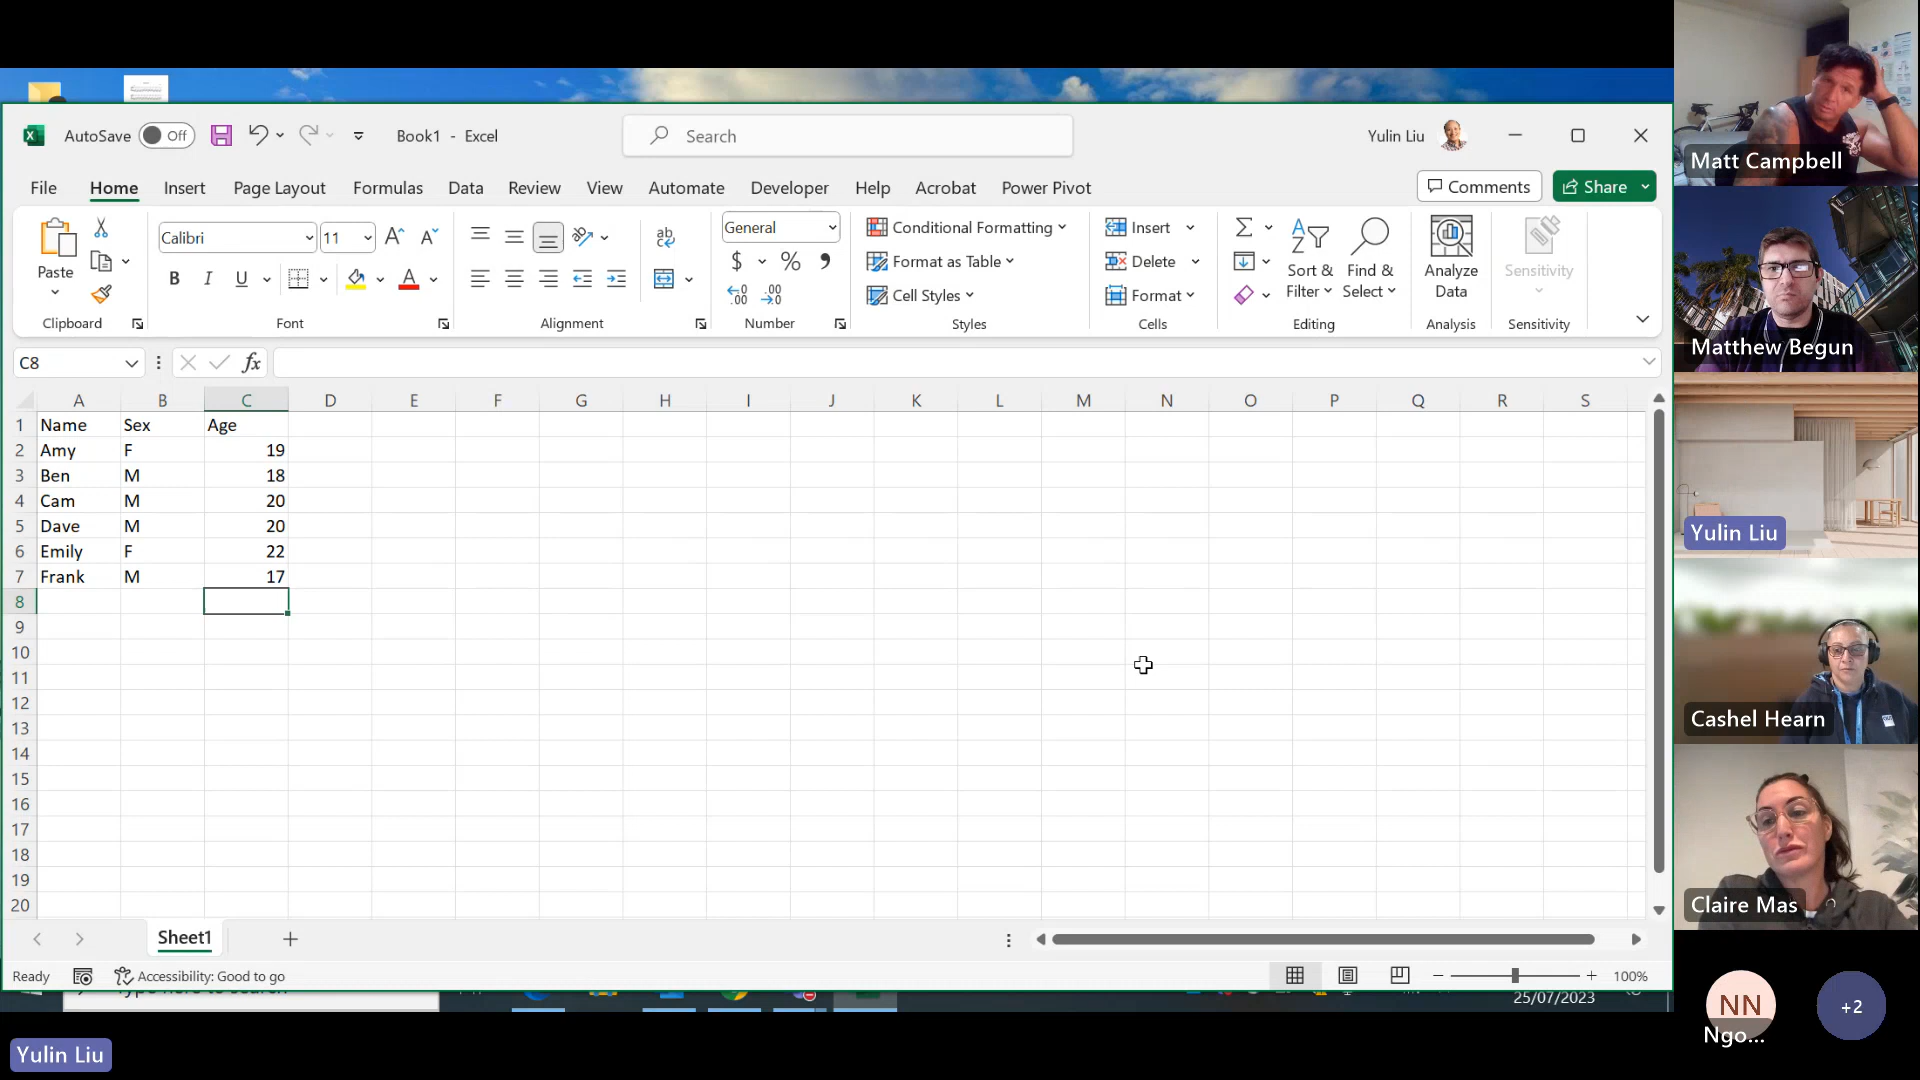 AutoSave Off
Book1 - Excel
Search
Yulin Liu
File Home Insert Page Layout Formulas Data Review View Automate Developer Help Acrobat Power Pivot
Comments
Share
Paste
Clipboard
Calibri 11
B I U
Font
ab
Alignment
General
$ % ,
Number
Conditional Formatting
Format as Table
Cell Styles
Styles
Insert
Delete
Format
Cells
Sort & Filter
Find & Select
Editing
Analyze Data
Analysis
Sensitivity
Sensitivity
C8
fx
A B C D E F G H I J K L M N O P Q R S
1 Name Sex Age
2 Amy F 19
3 Ben M 18
4 Cam M 20
5 Dave M 20
6 Emily F 22
7 Frank M 17
8
9
10
11
12
13
14
15
16
17
18
19
20
Sheet1
Ready
Accessibility: Good to go
100%
25/07/2023
Yulin Liu
Matt Campbell
Matthew Begun
Yulin Liu
Cashel Hearn
Claire Mas
NN
Ngo...
+2